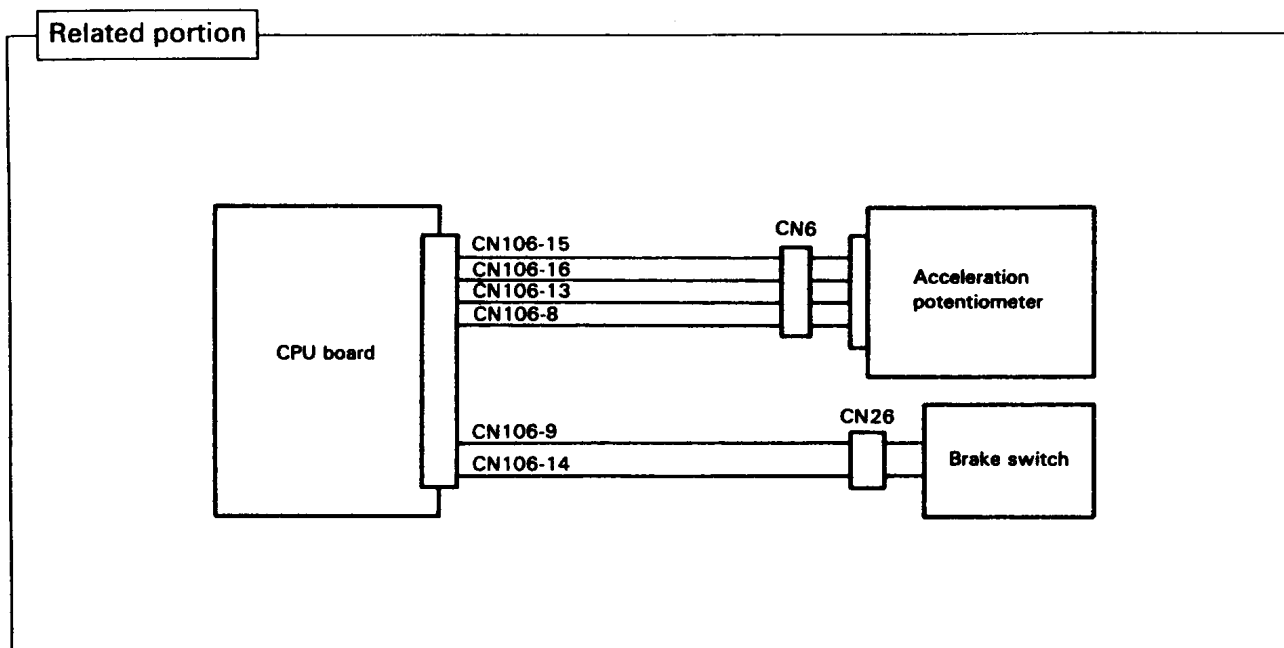 Related portion
CN106-15
CN6
CN106-16
CN106-13
CN106-8
Acceleration
potentiometer
CPU board
CN106-9
CN26
CN106-14
Brake switch